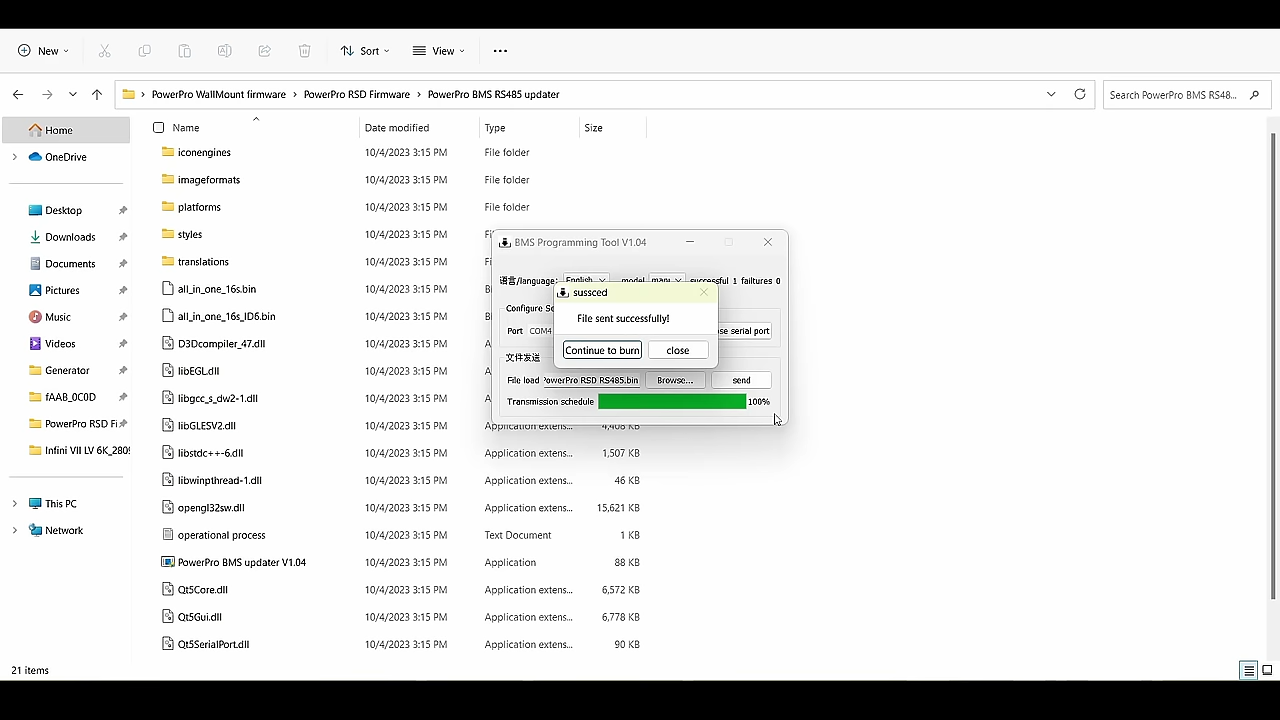 New
Sort
View
PowerPro WallMount firmware > PowerPro RSD Firmware > PowerPro BMS RS485 updater
Search PowerPro BMS RS48...
Home
OneDrive
Desktop
Downloads
Documents
Pictures
Music
Videos
Generator
fAAB_0C0D
PowerPro RSD Fi
Infini VII LV 6K_280
This PC
Network
Name Date modified Type Size
iconengines 10/4/2023 3:15 PM File folder
imageformats 10/4/2023 3:15 PM File folder
platforms 10/4/2023 3:15 PM File folder
styles 10/4/2023 3:15 PM
translations 10/4/2023 3:15 PM
all_in_one_16s.bin 10/4/2023 3:15 PM
all_in_one_16s_ID6.bin 10/4/2023 3:15 PM
D3Dcompiler_47.dll 10/4/2023 3:15 PM
libEGL.dll 10/4/2023 3:15 PM
libgcc_s_dw2-1.dll 10/4/2023 3:15 PM
libGLESV2.dll 10/4/2023 3:15 PM Application extens... 4,408 KB
libstdc++-6.dll 10/4/2023 3:15 PM Application extens... 1,507 KB
libwinpthread-1.dll 10/4/2023 3:15 PM Application extens... 46 KB
opengl32sw.dll 10/4/2023 3:15 PM Application extens... 15,621 KB
operational process 10/4/2023 3:15 PM Text Document 1 KB
PowerPro BMS updater V1.04 10/4/2023 3:15 PM Application 88 KB
Qt5Core.dll 10/4/2023 3:15 PM Application extens... 6,572 KB
Qt5Gui.dll 10/4/2023 3:15 PM Application extens... 6,778 KB
Qt5SerialPort.dll 10/4/2023 3:15 PM Application extens... 90 KB
BMS Programming Tool V1.04
语言/language: English model manu successful 1 failtures 0
Configure Se
Port COM4 ose serial port
文件发送
File load PowerPro RSD RS485.bin Browse... send
Transmission schedule 100%
sussced
File sent successfully!
Continue to burn close
21 items